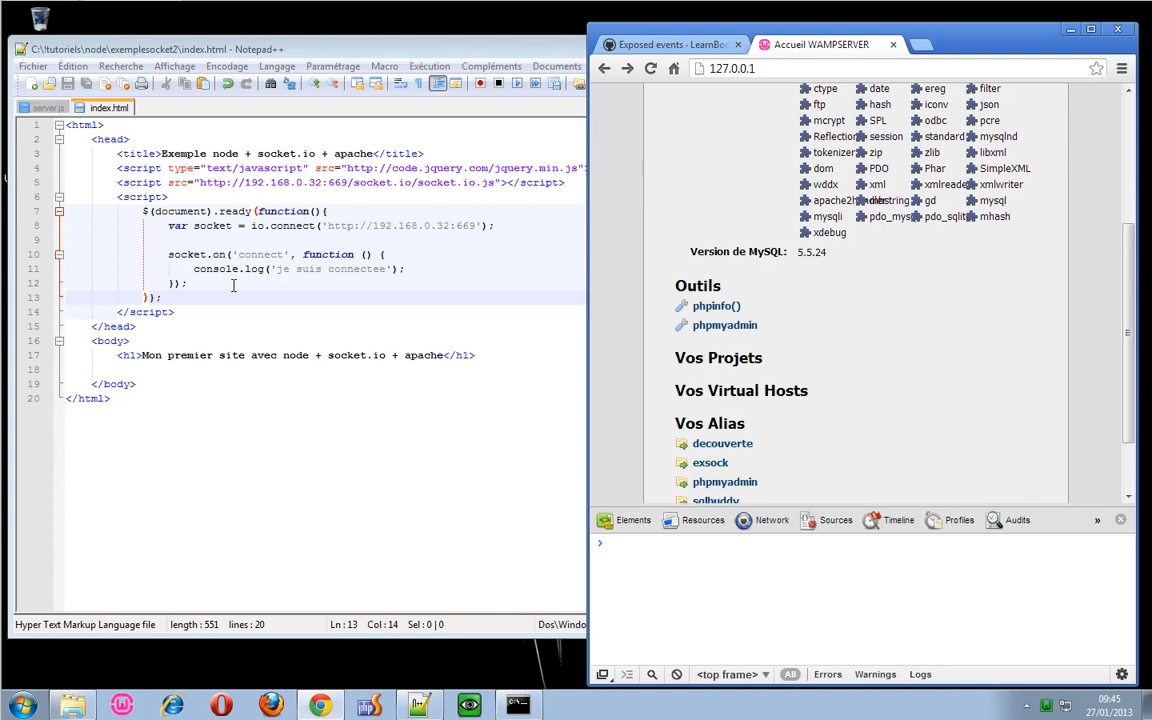 C:\!tutoriels\node\exemplesocket2\index.html - Notepad++
Fichier Édition Recherche Affichage Encodage Langage Paramétrage Macro Exécution Compléments Documents
server.js index.html
1 <html>
2 <head>
3 <title>Exemple node + socket.io + apache</title>
4 <script type="text/javascript" src="http://code.jquery.com/jquery.min.js"
5 <script src="http://192.168.0.32:669/socket.io/socket.io.js"></script>
6 <script>
7 $(document).ready(function(){
8 var socket = io.connect('http://192.168.0.32:669');
9
10 socket.on('connect', function () {
11 console.log('je suis connectee');
12 });
13 )};
14 </script>
15 </head>
16 <body>
17 <h1>Mon premier site avec node + socket.io + apache</h1>
18
19 </body>
20 </html>
Hyper Text Markup Language file length : 551 lines : 20 Ln : 13 Col : 14 Sel : 0 | 0 Dos\Windo
Exposed events - LearnBoo Accueil WAMPSERVER
127.0.0.1
ctype date ereg filter
ftp hash iconv json
mcrypt SPL odbc pcre
Reflection session standard mysqlnd
tokenizer zip zlib libxml
dom PDO Phar SimpleXML
wddx xml xmlreader xmlwriter
apache2h mbstring gd mysql
mysqli pdo_mysq pdo_sqlite mhash
xdebug
Version de MySQL: 5.5.24
Outils
phpinfo()
phpmyadmin
Vos Projets
Vos Virtual Hosts
Vos Alias
decouverte
exsock
phpmyadmin
sqlbuddy
Elements Resources Network Sources Timeline Profiles Audits »
>
<top frame> All Errors Warnings Logs
09:45
27/01/2013